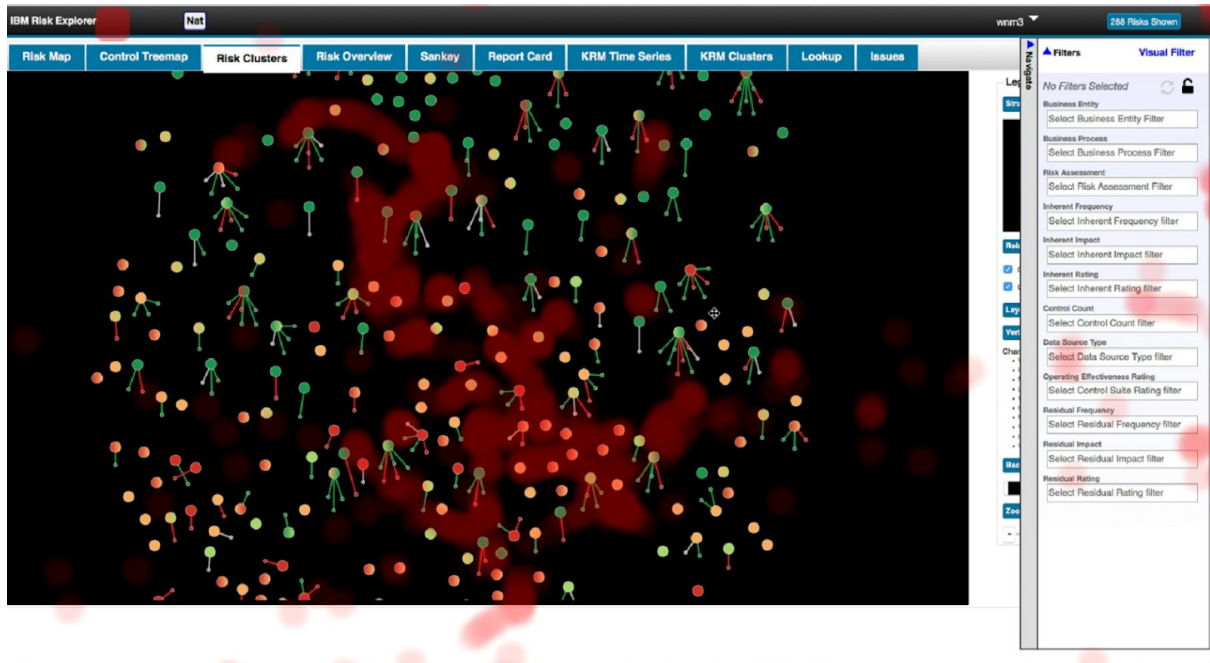 IBM Risk Explorer
Nat
wnm3
288 Risks Shown
Risk Map
Control Treemap
Risk Clusters
Risk Overview
Sankey
Report Card
KRM Time Series
KRM Clusters
Lookup
Issues
Navigate
Filters
Visual Filter
No Filters Selected
Business Entity
Select Business Entity Filter
Business Process
Select Business Process Filter
Risk Assessment
Select Risk Assessment Filter
Inherent Frequency
Select Inherent Frequency filter
Inherent Impact
Select Inherent Impact filter
Inherent Rating
Select Inherent Rating filter
Control Count
Select Control Count filter
Data Source Type
Select Data Source Type filter
Operating Effectiveness Rating
Select Control Suite Rating filter
Residual Frequency
Select Residual Frequency filter
Residual Impact
Select Residual Impact filter
Residual Rating
Select Residual Rating filter